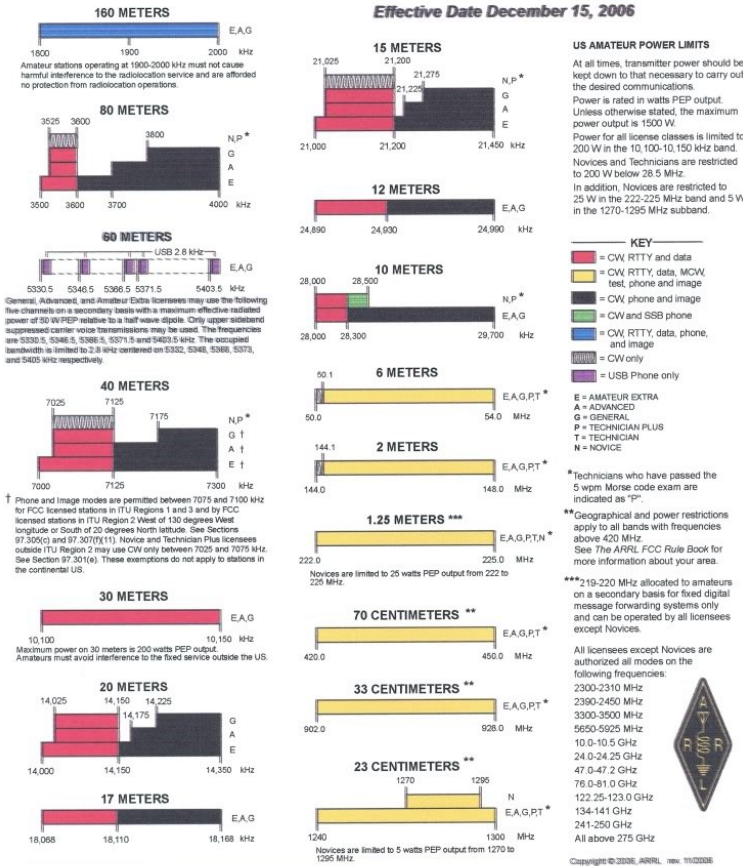 Effective Date December 15, 2006
160 METERS
E,A,G
1800 1900 2000 kHz
Amateur stations operating at 1900-2000 kHz must not cause
harmful interference to the radiolocation service and are afforded
no protection from radiolocation operations.
80 METERS
3525 3600
3800
N,P *
G
A
E
3500 3600 3700 4000 kHz
60 METERS
USB 2.8 kHz
E,A,G
5330.5 5346.5 5366.5 5371.5 5403.5 kHz
General, Advanced, and Amateur Extra licensees may use the following
five channels on a secondary basis with a maximum effective radiated
power of 50 W PEP relative to a half wave dipole. Only upper sideband
suppressed carrier voice transmissions may be used. The frequencies
are 5330.5, 5346.5, 5366.5, 5371.5 and 5403.5 kHz. The occupied
bandwidth is limited to 2.8 kHz centered on 5332, 5348, 5368, 5373,
and 5405 kHz respectively.
40 METERS
7025 7125
7175
N,P *
G †
A †
E †
7000 7125 7300 kHz
† Phone and Image modes are permitted between 7075 and 7100 kHz
for FCC licensed stations in ITU Regions 1 and 3 and by FCC
licensed stations in ITU Region 2 West of 130 degrees West
longitude or South of 20 degrees North latitude. See Sections
97.305(c) and 97.307(f)(11). Novice and Technician Plus licensees
outside ITU Region 2 may use CW only between 7025 and 7075 kHz.
See Section 97.301(e). These exemptions do not apply to stations in
the continental US.
30 METERS
E,A,G
10,100 10,150 kHz
Maximum power on 30 meters is 200 watts PEP output.
Amateurs must avoid interference to the fixed service outside the US.
20 METERS
14,025 14,150 14,225
14,175
G
A
E
14,000 14,150 14,350 kHz
17 METERS
E,A,G
18,068 18,110 18,168 kHz
15 METERS
21,025 21,200
21,275
21,225
N,P *
G
A
E
21,000 21,200 21,450 kHz
12 METERS
E,A,G
24,890 24,930 24,990 kHz
10 METERS
28,000 28,500
N,P *
E,A,G
28,000 28,300 29,700 kHz
6 METERS
50.1
E,A,G,P,T *
50.0 54.0 MHz
2 METERS
144.1
E,A,G,P,T *
144.0 148.0 MHz
1.25 METERS ***
E,A,G,P,T,N *
222.0 225.0 MHz
Novices are limited to 25 watts PEP output from 222 to
225 MHz.
70 CENTIMETERS **
E,A,G,P,T *
420.0 450.0 MHz
33 CENTIMETERS **
E,A,G,P,T *
902.0 928.0 MHz
23 CENTIMETERS **
1270 1295
N
E,A,G,P,T *
1240 1300 MHz
Novices are limited to 5 watts PEP output from 1270 to
1295 MHz.
US AMATEUR POWER LIMITS
At all times, transmitter power should be
kept down to that necessary to carry out
the desired communications.
Power is rated in watts PEP output.
Unless otherwise stated, the maximum
power output is 1500 W.
Power for all license classes is limited to
200 W in the 10,100-10,150 kHz band.
Novices and Technicians are restricted
to 200 W below 28.5 MHz.
In addition, Novices are restricted to
25 W in the 222-225 MHz band and 5 W
in the 1270-1295 MHz subband.
KEY
= CW, RTTY and data
= CW, RTTY, data, MCW,
test, phone and image
= CW, phone and image
= CW and SSB phone
= CW, RTTY, data, phone,
and image
= CW only
= USB Phone only
E = AMATEUR EXTRA
A = ADVANCED
G = GENERAL
P = TECHNICIAN PLUS
T = TECHNICIAN
N = NOVICE
*Technicians who have passed the
5 wpm Morse code exam are
indicated as "P".
**Geographical and power restrictions
apply to all bands with frequencies
above 420 MHz.
See The ARRL FCC Rule Book for
more information about your area.
***219-220 MHz allocated to amateurs
on a secondary basis for fixed digital
message forwarding systems only
and can be operated by all licensees
except Novices.
All licensees except Novices are
authorized all modes on the
following frequencies:
2300-2310 MHz
2390-2450 MHz
3300-3500 MHz
5650-5925 MHz
10.0-10.5 GHz
24.0-24.25 GHz
47.0-47.2 GHz
76.0-81.0 GHz
122.25-123.0 GHz
134-141 GHz
241-250 GHz
All above 275 GHz
A
R R
L
Copyright © 2006, ARRL rev. 11/2006